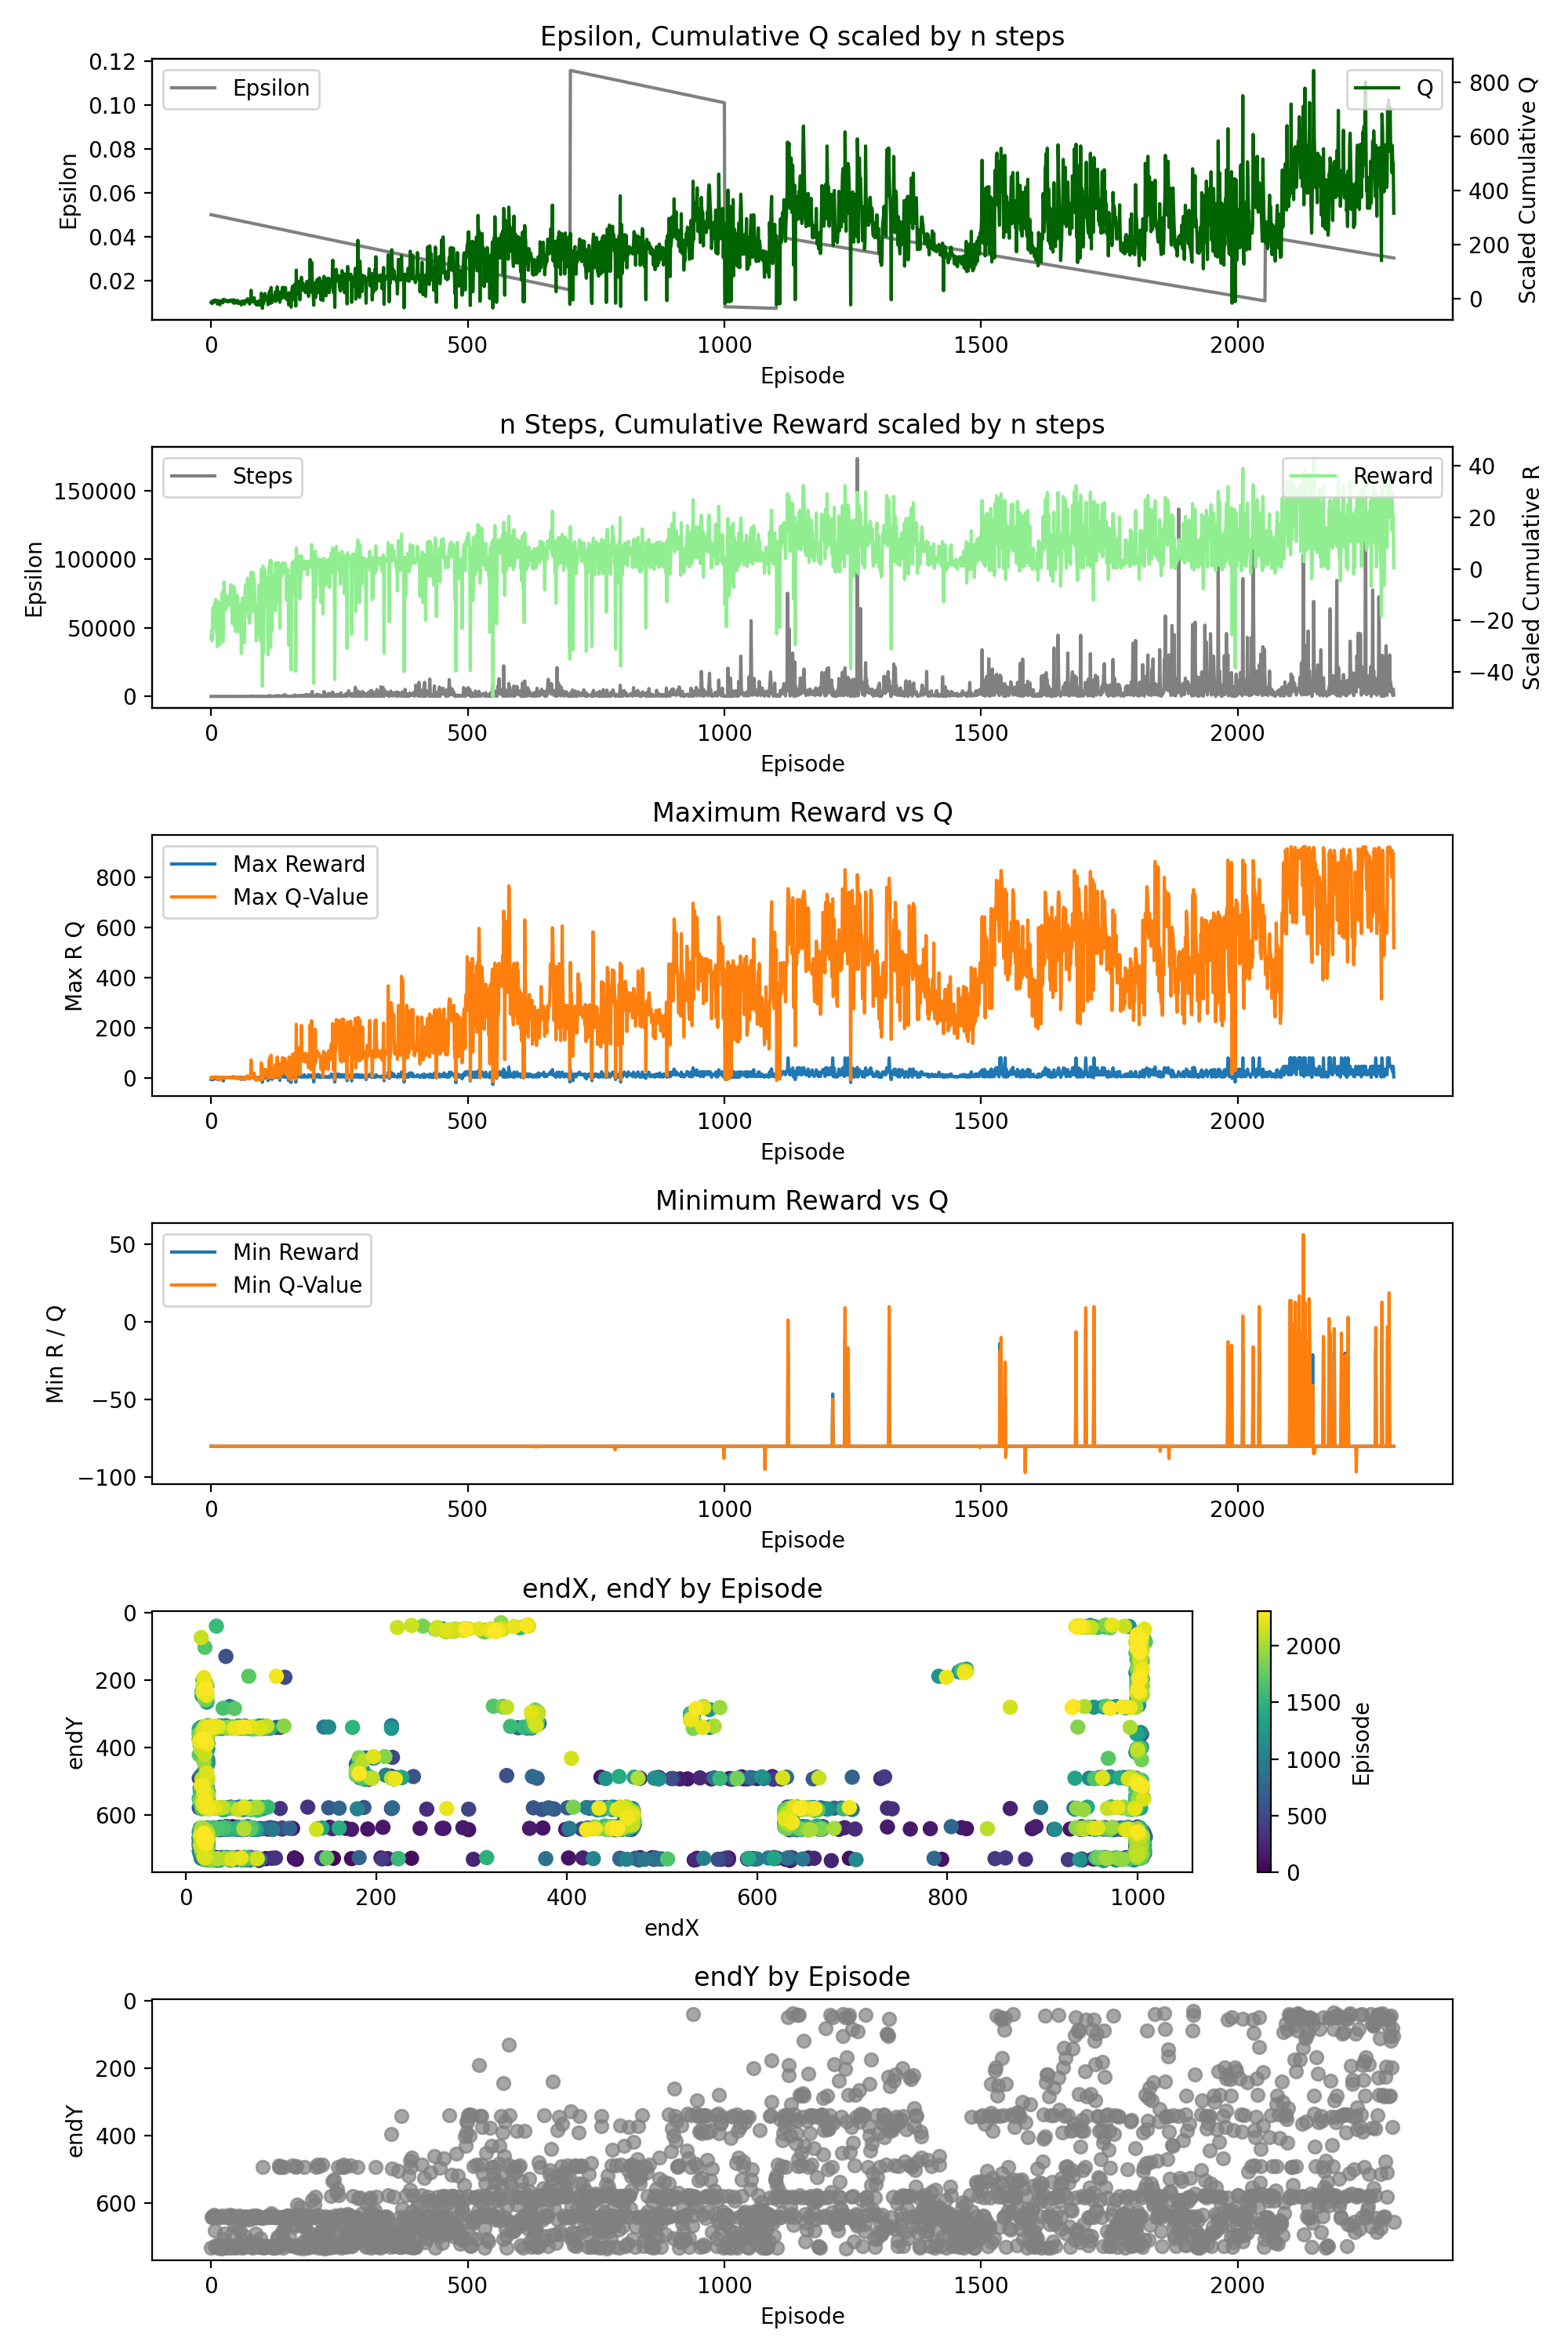 Epsilon, Cumulative Q scaled by n steps
0.12
0.10
0.08
0.06
0.04
0.02
Epsilon
Epsilon
Q
800
600
400
200
0
Scaled Cumulative Q
0 500 1000 1500 2000
Episode
n Steps, Cumulative Reward scaled by n steps
150000
100000
50000
0
Epsilon
Steps
Reward
40
20
0
−20
−40
Scaled Cumulative R
0 500 1000 1500 2000
Episode
Maximum Reward vs Q
800
600
400
200
0
Max R Q
Max Reward
Max Q-Value
0 500 1000 1500 2000
Episode
Minimum Reward vs Q
50
0
−50
−100
Min R / Q
Min Reward
Min Q-Value
0 500 1000 1500 2000
Episode
endX, endY by Episode
0
200
400
600
endY
0 200 400 600 800 1000
endX
2000
1500
1000
500
0
Episode
endY by Episode
0
200
400
600
endY
0 500 1000 1500 2000
Episode